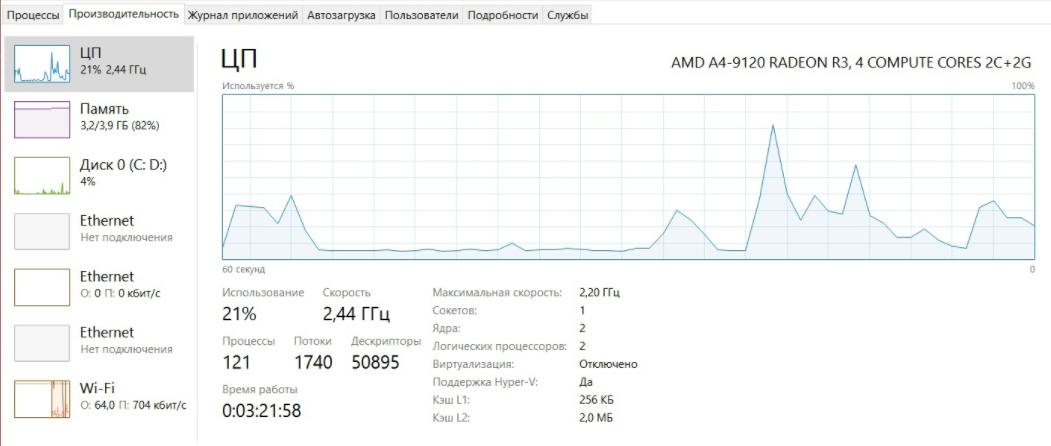 Процессы Производительность Журнал приложений Автозагрузка Пользователи Подробности Службы
ЦП
21% 2,44 ГГц
Память
3,2/3,9 ГБ (82%)
Диск 0 (C: D:)
4%
Ethernet
Нет подключения
Ethernet
О: 0 П: 0 кбит/с
Ethernet
Нет подключения
Wi-Fi
О: 64,0 П: 704 кбит/с
ЦП
AMD A4-9120 RADEON R3, 4 COMPUTE CORES 2C+2G
Используется %
100%
60 секунд
0
Использование Скорость
21% 2,44 ГГц
Процессы Потоки Дескрипторы
121 1740 50895
Время работы
0:03:21:58
Максимальная скорость: 2,20 ГГц
Сокетов: 1
Ядра: 2
Логических процессоров: 2
Виртуализация: Отключено
Поддержка Hyper-V: Да
Кэш L1: 256 КБ
Кэш L2: 2,0 МБ